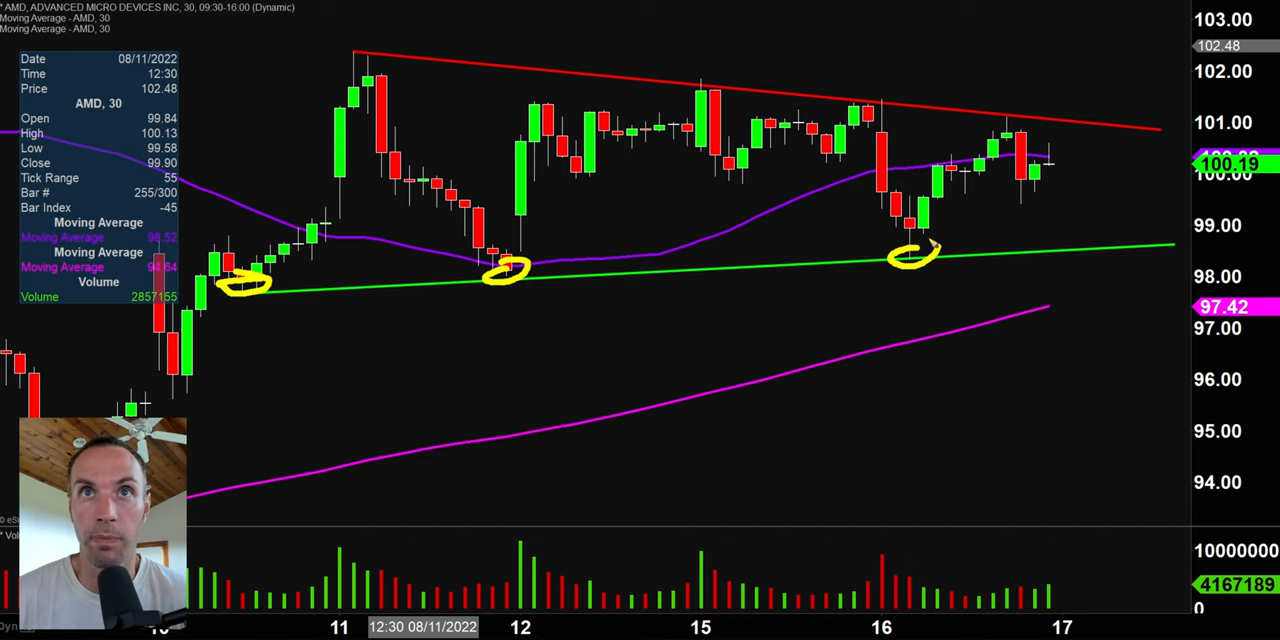 * AMD, ADVANCED MICRO DEVICES INC, 30, 09:30-16:00 (Dynamic)
Moving Average - AMD, 30
Moving Average - AMD, 30
Date 08/11/2022
Time 12:30
Price 102.48
AMD, 30
Open 99.84
High 100.13
Low 99.58
Close 99.90
Tick Range 55
Bar # 255/300
Bar Index -45
Moving Average
Moving Average 98.52
Moving Average
Moving Average 94.64
Volume
Volume 2857155
103.00
102.48
102.00
101.00
100.19
99.00
98.00
97.42
97.00
96.00
95.00
94.00
10000000
4167189
0
11
12:30 08/11/2022
12
15
16
17